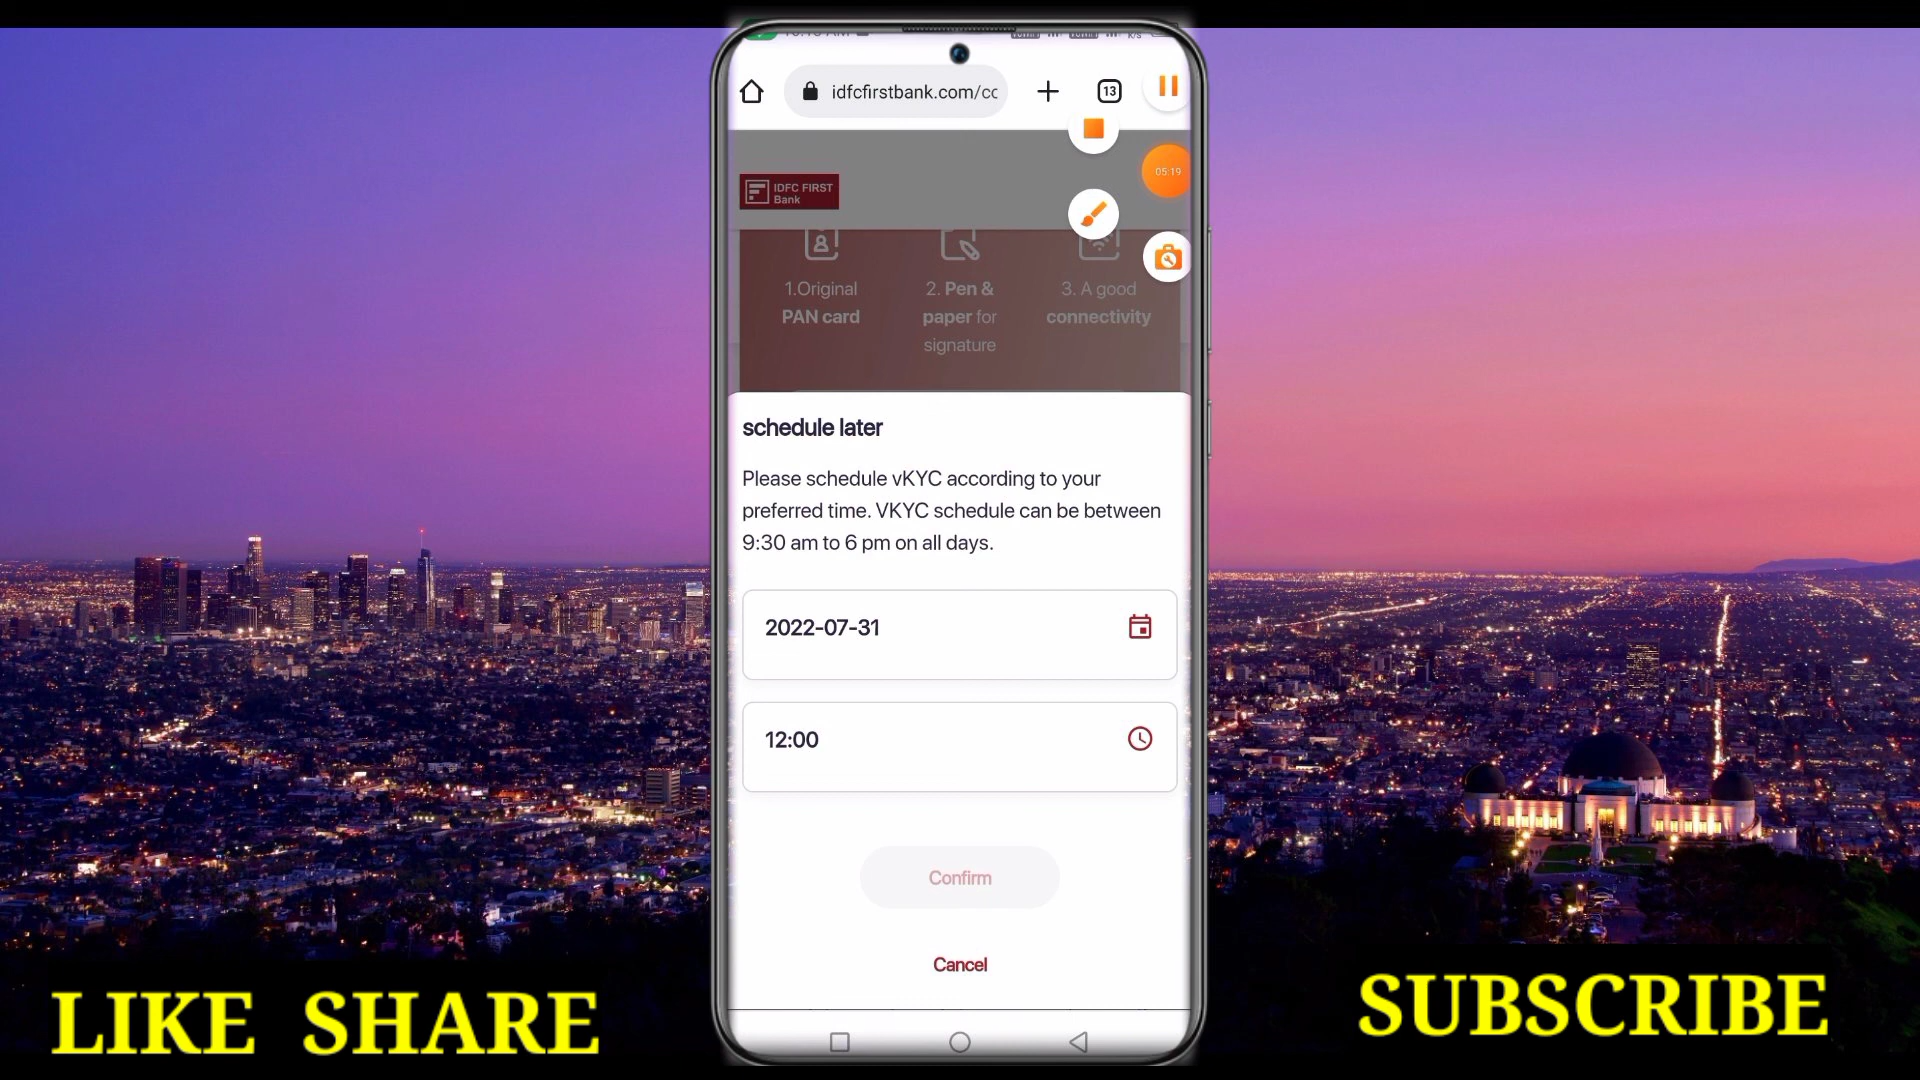 idfcfirstbank.com/cc
13
05:19
IDFC FIRST
Bank
1.Original
PAN card
2. Pen &
paper for
signature
3. A good
connectivity
schedule later
Please schedule vKYC according to your
preferred time. VKYC schedule can be between
9:30 am to 6 pm on all days.
2022-07-31
12:00
Confirm
Cancel
LIKE SHARE
SUBSCRIBE